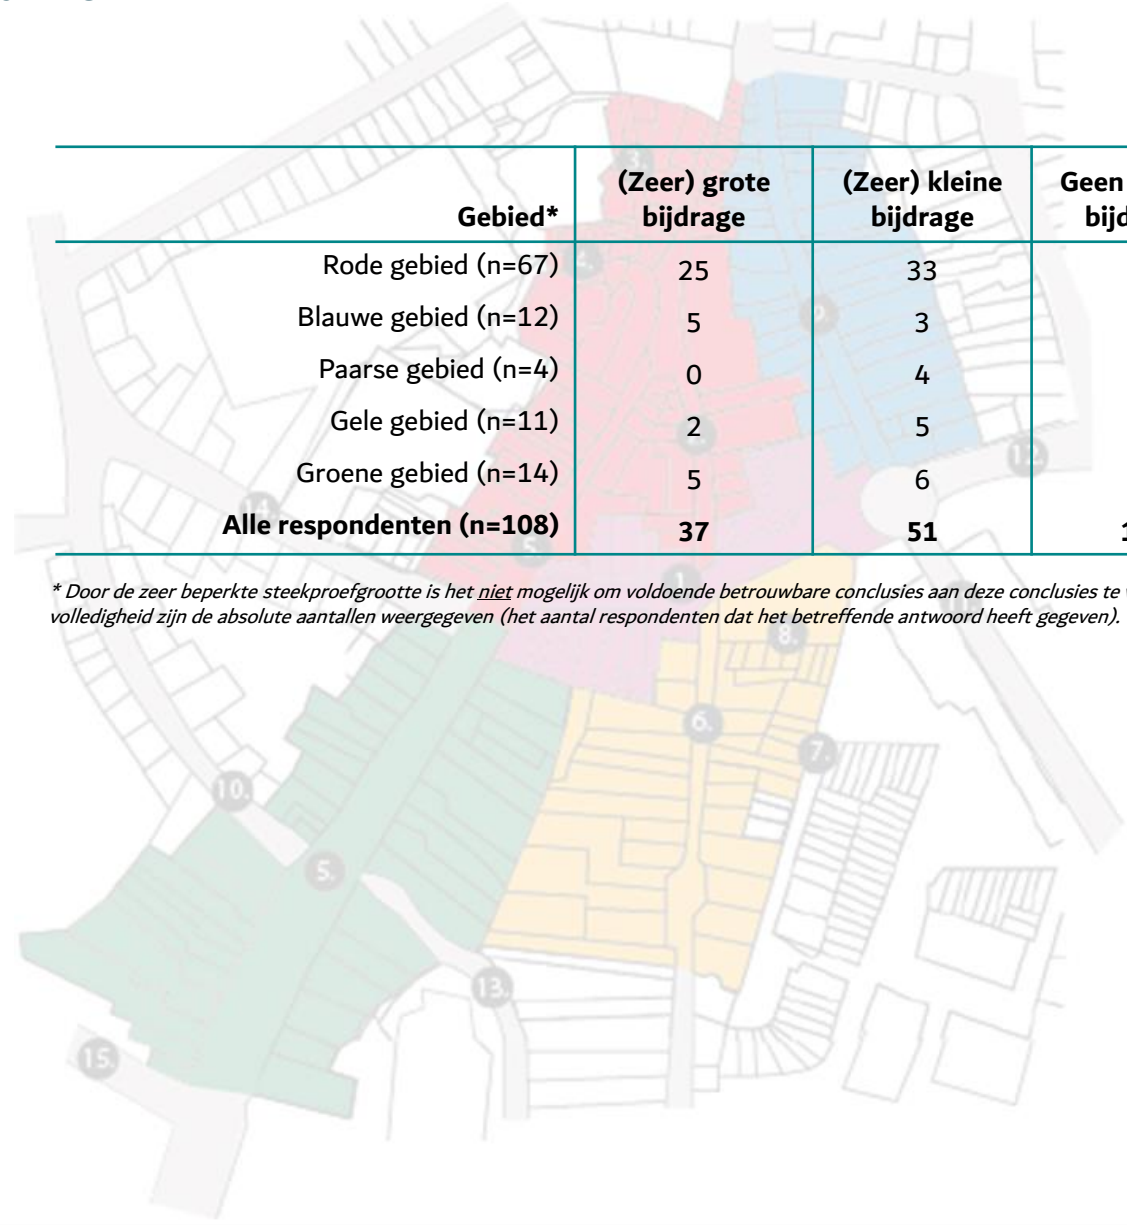 3.
(Zeer) grote (Zeer) kleine Geen
Gebied* bijdrage bijdrage
Rode gebied (n=67) 25 33
Blauwe gebied (n=12) 5 3
Paarse gebied (n=4) 0 4
Gele gebied (n=11) 2 5
12.
Groene gebied (n=14) 5 6
14.
Alle respondenten (n=108) 37 51
1.
* Door de zeer beperkte steekproefgrootte is het niet mogelijk om voldoende betrouwbare conclusies aan deze conclusies te
volledigheid zijn de absolute aantallen weergegeven (het aantal respondenten dat het betreffende antwoord heeft gegeven).
8.
6.
7.
10.
5.
13.
15.